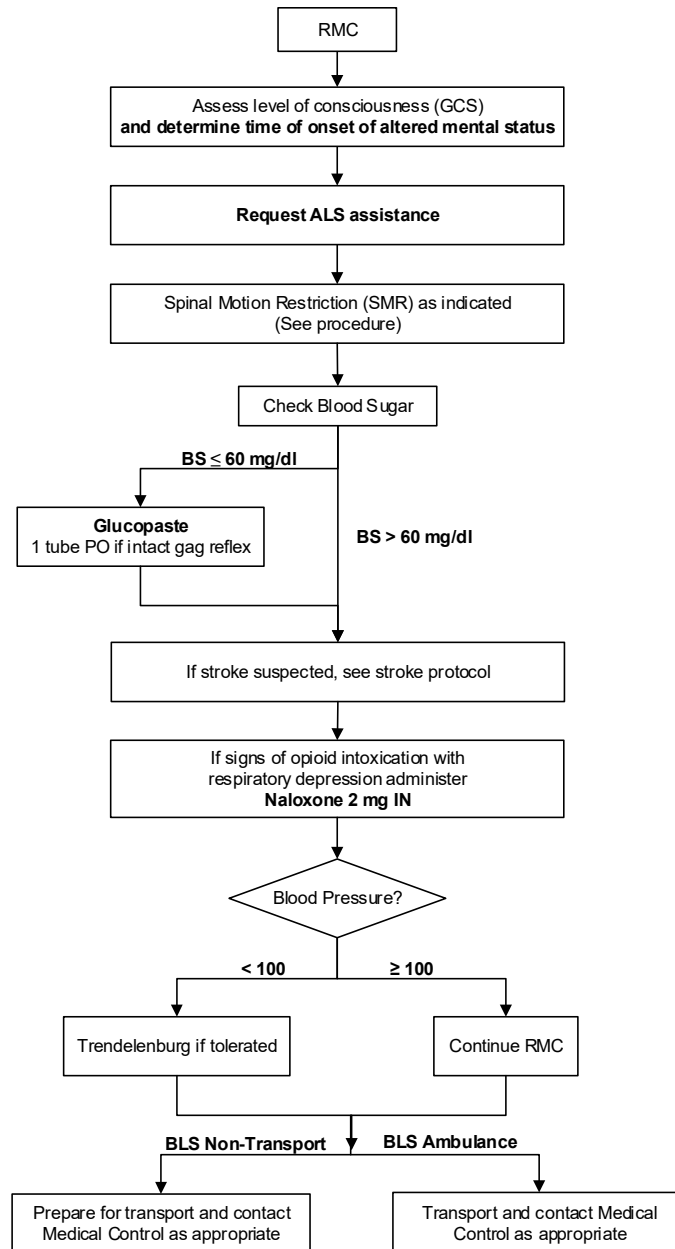 RMC
Assess level of consciousness (GCS)
and determine time of onset of altered mental status
Request ALS assistance
Spinal Motion Restriction (SMR) as indicated
(See procedure)
Check Blood Sugar
BS ≤ 60 mg/dl
Glucopaste
1 tube PO if intact gag reflex
BS > 60 mg/dl
If stroke suspected, see stroke protocol
If signs of opioid intoxication with
respiratory depression administer
Naloxone 2 mg IN
Blood Pressure?
< 100
≥ 100
Trendelenburg if tolerated
Continue RMC
BLS Non-Transport
BLS Ambulance
Prepare for transport and contact
Medical Control as appropriate
Transport and contact Medical
Control as appropriate